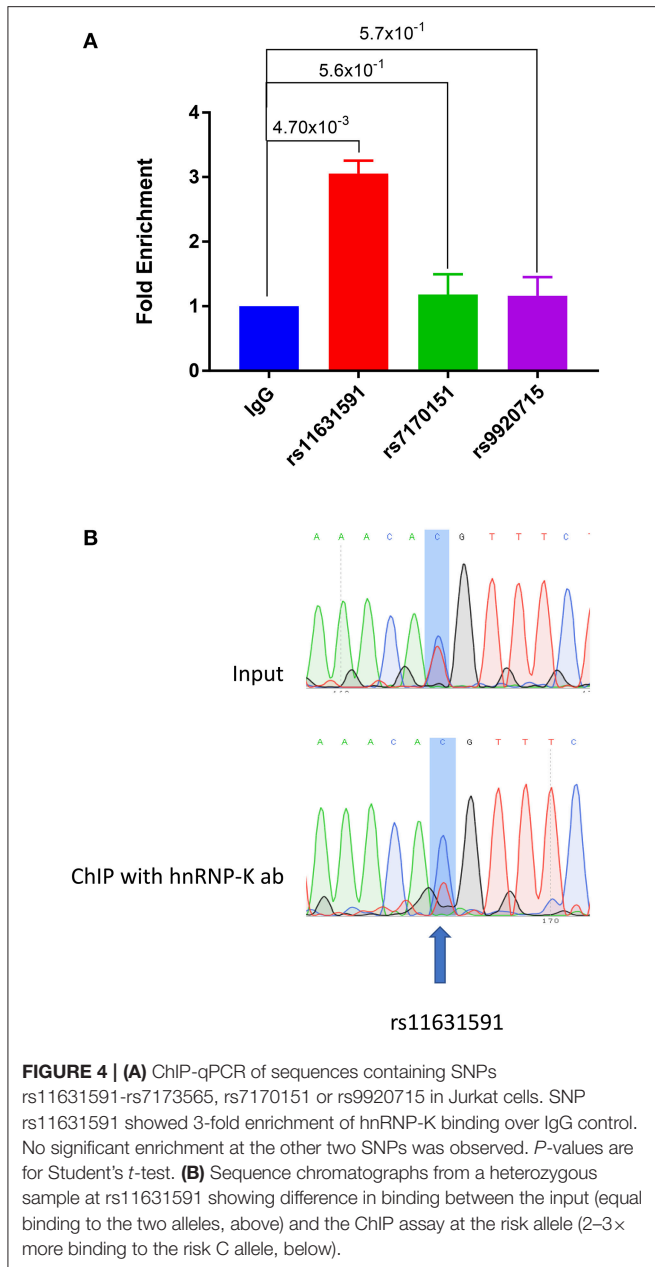 A
5.7x10-1
5.6x10-1
4.70x10-3
4
3
2
1
0
Fold Enrichment
IgG
rs11631591
rs7170151
rs9920715
B
A A A C A C G T T T C
Input
A A A C A C G T T T C
ChIP with hnRNP-K ab
170
rs11631591
FIGURE 4 | (A) ChIP-qPCR of sequences containing SNPs
rs11631591-rs7173565, rs7170151 or rs9920715 in Jurkat cells. SNP
rs11631591 showed 3-fold enrichment of hnRNP-K binding over IgG control.
No significant enrichment at the other two SNPs was observed. P-values are
for Student's t-test. (B) Sequence chromatographs from a heterozygous
sample at rs11631591 showing difference in binding between the input (equal
binding to the two alleles, above) and the ChIP assay at the risk allele (2–3×
more binding to the risk C allele, below).